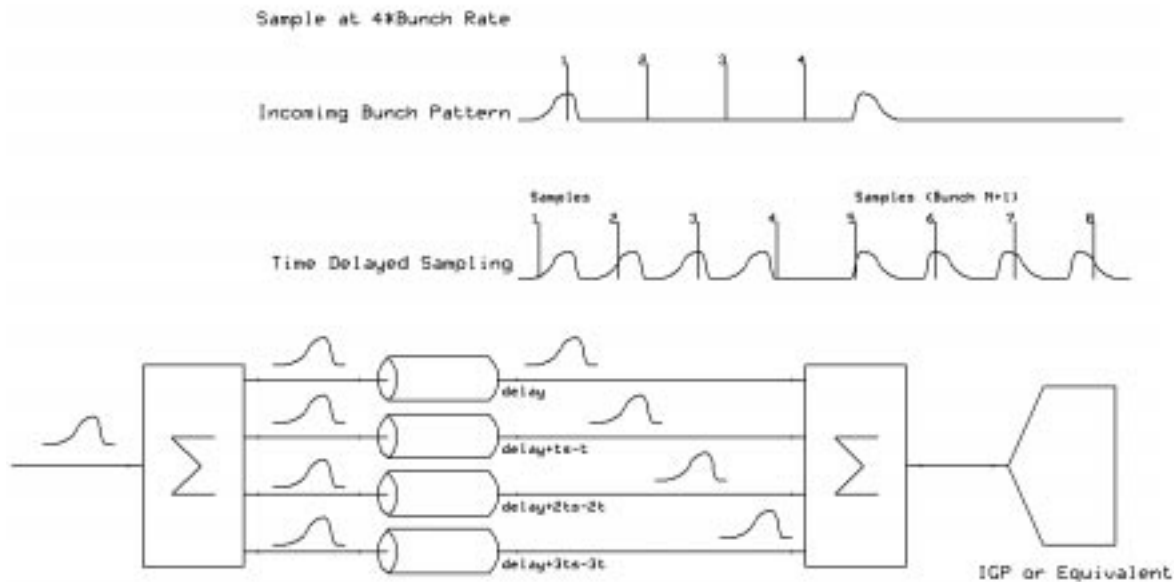 Sample at 4*Bunch Rate
1 2 3 4
Incoming Bunch Pattern
Samples Samples (Bunch N+1)
1 2 3 4 5 6 7 8
Time Delayed Sampling
delay
delay+ts-t
delay+2ts-2t
delay+3ts-3t
IGP or Equivalent